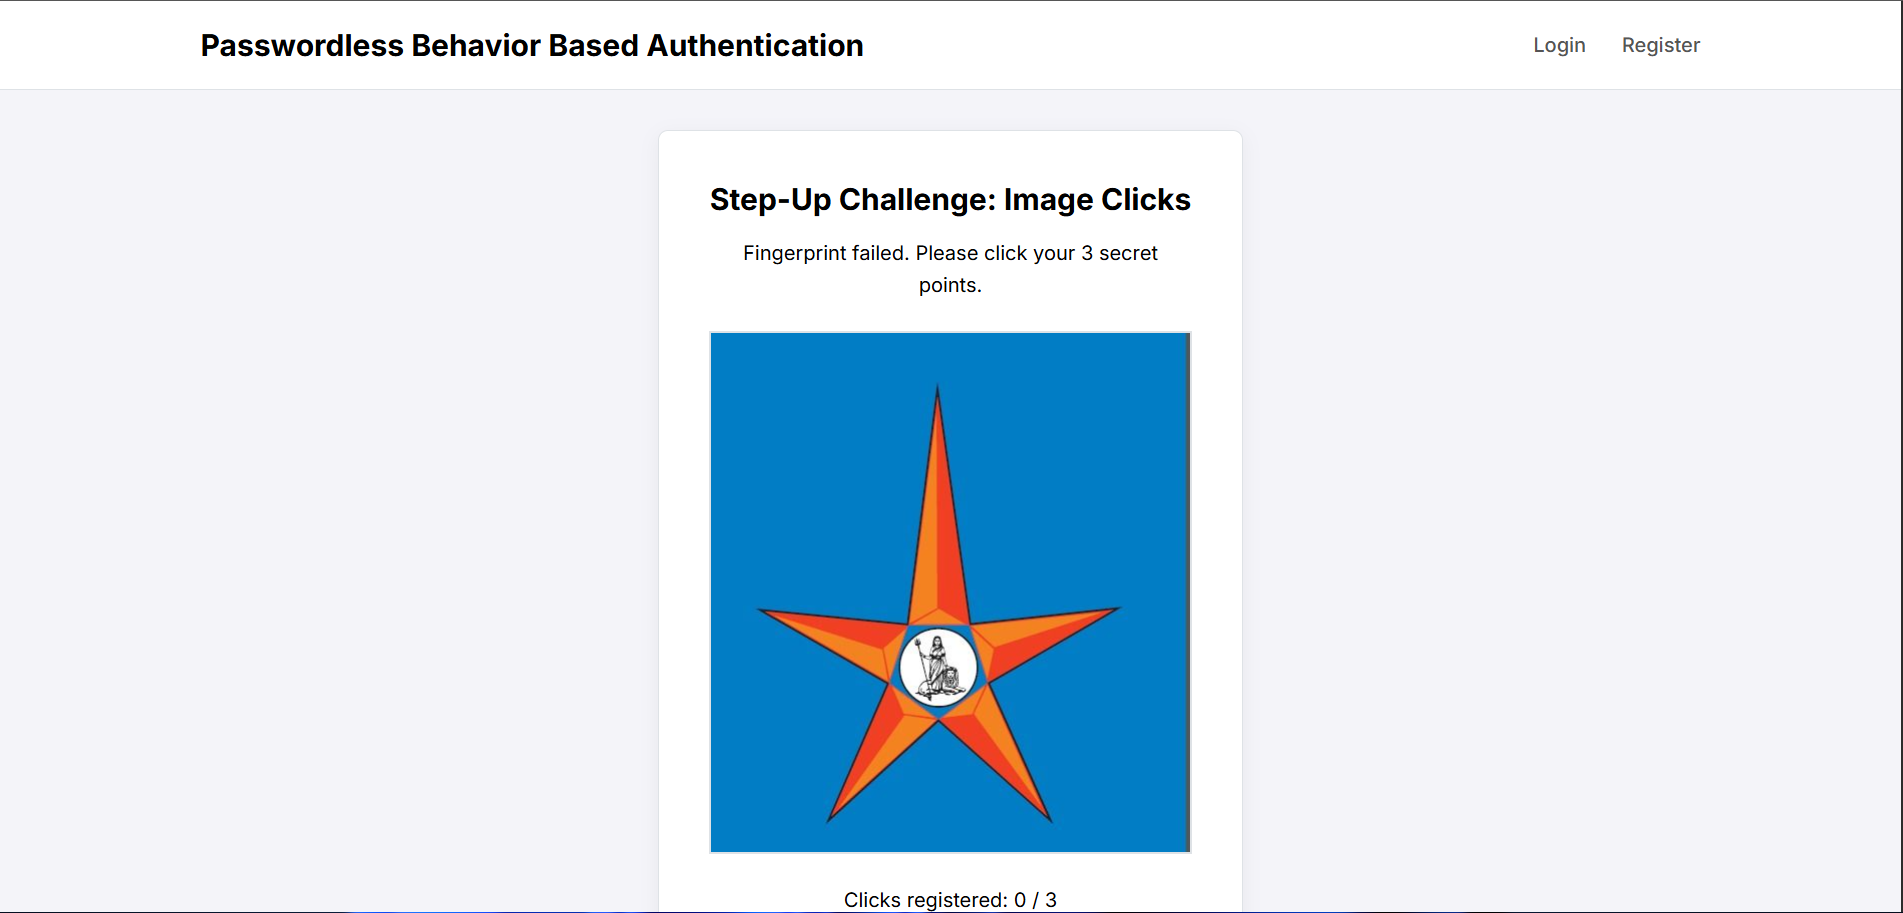 Passwordless Behavior Based Authentication
Login
Register
Step-Up Challenge: Image Clicks
Fingerprint failed. Please click your 3 secret
points.
Clicks registered: 0 / 3